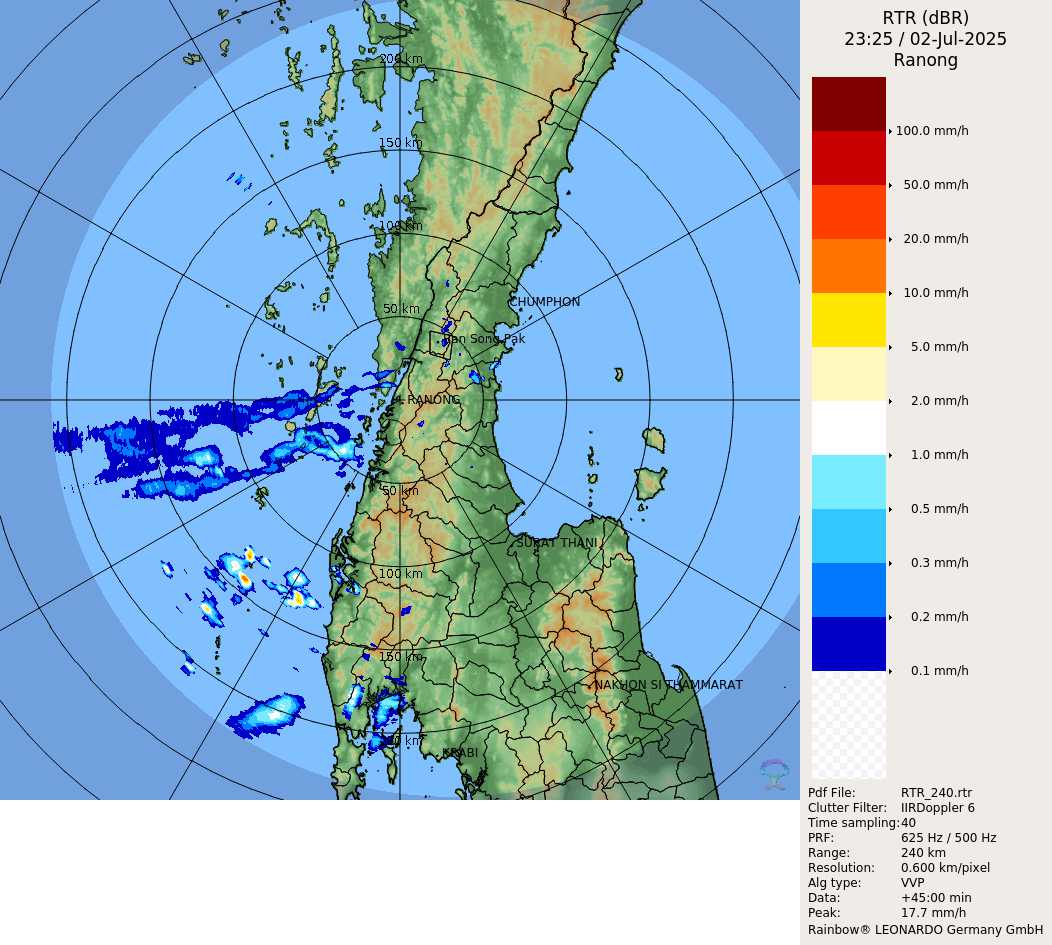 RTR (dBR)
23:25 / 02-Jul-2025
Ranong
200 km
150 km
100 km
50 km
CHUMPHON
Ban Song Pak
RANONG
50 km
SURAT THANI
100 km
150 km
NAKHON SI THAMMARAT
KRABI
100.0 mm/h
50.0 mm/h
20.0 mm/h
10.0 mm/h
5.0 mm/h
2.0 mm/h
1.0 mm/h
0.5 mm/h
0.3 mm/h
0.2 mm/h
0.1 mm/h
Pdf File: RTR_240.rtr
Clutter Filter: IIRDoppler 6
Time sampling: 40
PRF: 625 Hz / 500 Hz
Range: 240 km
Resolution: 0.600 km/pixel
Alg type: VVP
Data: +45:00 min
Peak: 17.7 mm/h
Rainbow® LEONARDO Germany GmbH